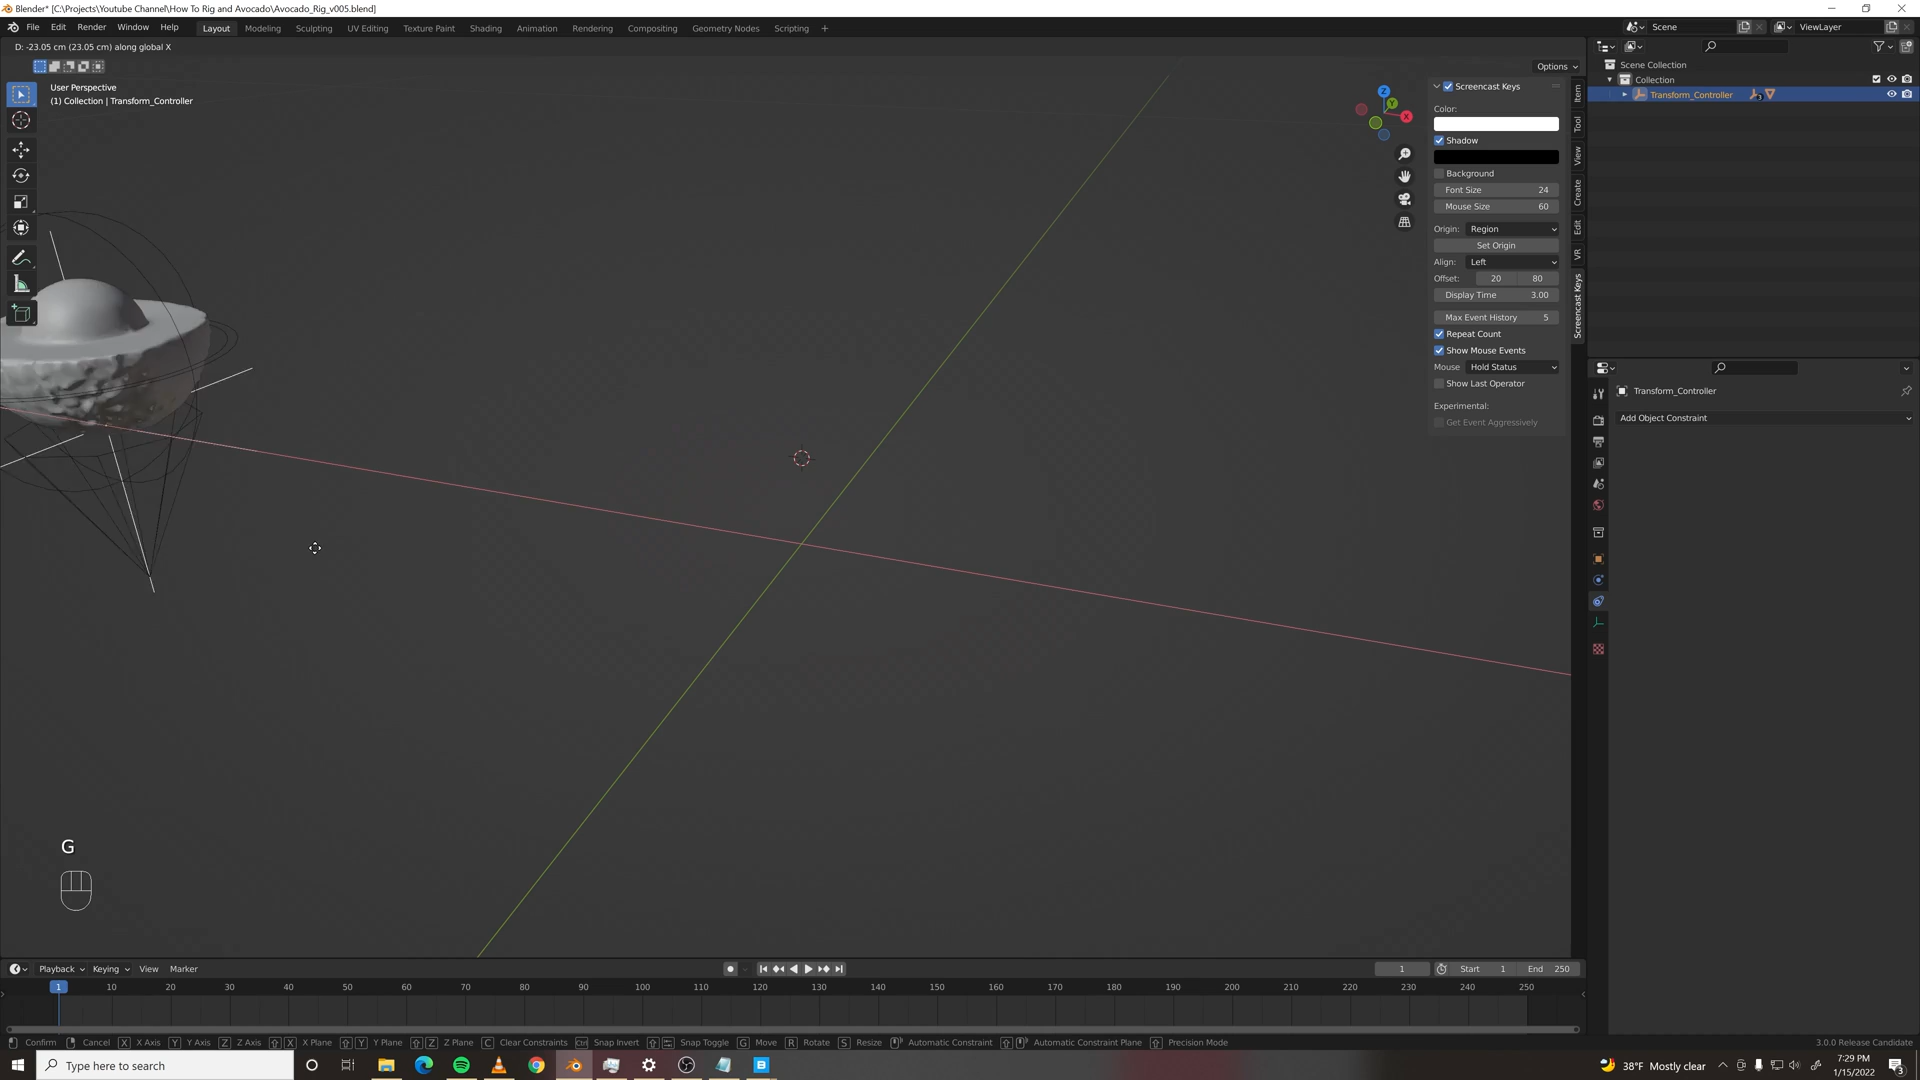 Blender* [C:\Projects\Youtube Channel\How To Rig and Avocado\Avocado_Rig_v005.blend]
File Edit Render Window Help Layout Modeling Sculpting UV Editing Texture Paint Shading Animation Rendering Compositing Geometry Nodes Scripting + Scene ViewLayer
D: -23.05 cm (23.05 cm) along global X
Options
User Perspective
(1) Collection | Transform_Controller
Z
Y
X
Screencast Keys
Color:
Shadow
Background
Font Size 24
Mouse Size 60
Origin: Region
Set Origin
Align: Left
Offset: 20 80
Display Time 3.00
Max Event History 5
Repeat Count
Show Mouse Events
Mouse Hold Status
Show Last Operator
Experimental:
Get Event Aggressively
Item
Tool
View
Create
Edit
VR
Screencast Keys
Scene Collection
Collection
Transform_Controller
Transform_Controller
Add Object Constraint
G
Playback Keying View Marker 1 Start 1 End 250
1 10 20 30 40 50 60 70 80 90 100 110 120 130 140 150 160 170 180 190 200 210 220 230 240 250
Confirm Cancel X X Axis Y Y Axis Z Z Axis X X Plane Y Y Plane Z Z Plane C Clear Constraints Ctrl Snap Invert Snap Toggle G Move R Rotate S Resize Automatic Constraint Automatic Constraint Plane Precision Mode 3.0.0 Release Candidate
Type here to search
38°F Mostly clear
7:29 PM
1/15/2022
3